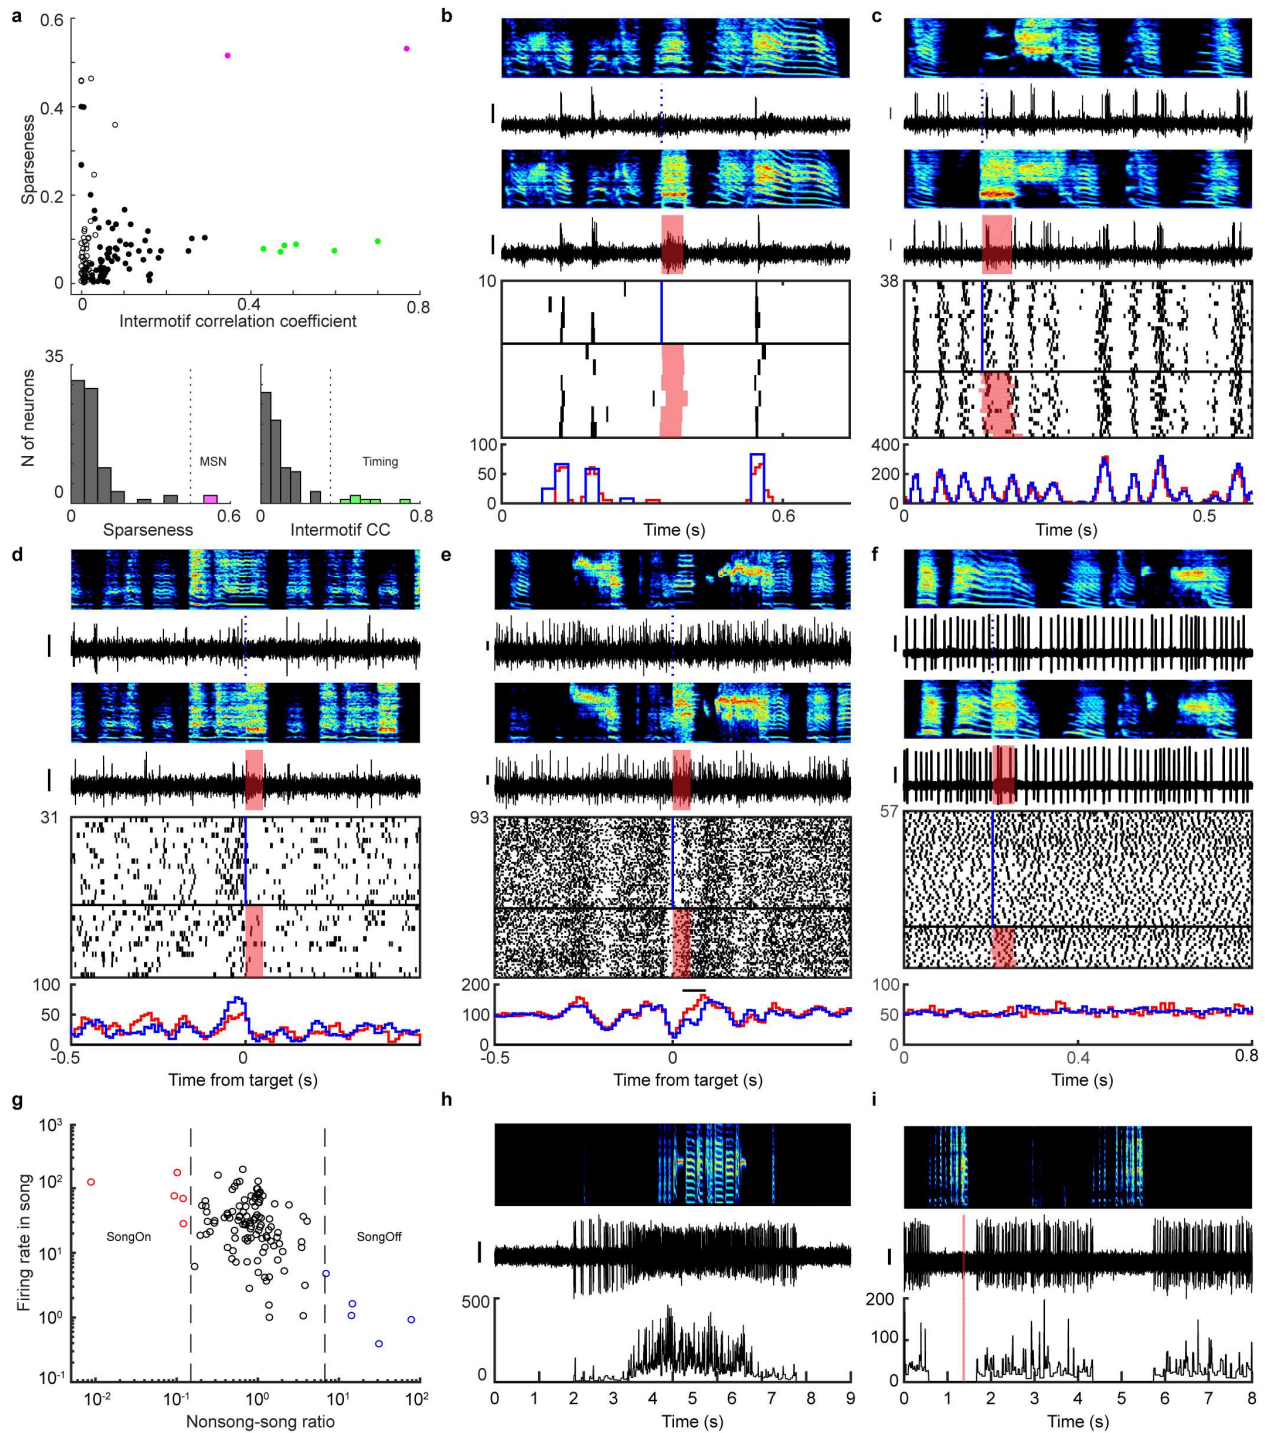 a
0.6
0.4
0.2
0
Sparseness
0
0.4
0.8
Intermotif correlation coefficient
35
0
N of neurons
MSN
Timing
0
0.6
0
0.8
Sparseness
Intermotif CC
b
10
100
50
0
0
0.6
Time (s)
c
38
400
200
0
0
0.5
Time (s)
d
31
100
50
0
-0.5
0
Time from target (s)
e
93
200
100
0
-0.5
0
Time from target (s)
f
57
100
50
0
0
0.4
0.8
Time (s)
g
10³
10²
10¹
10⁰
10⁻¹
Firing rate in song
SongOn
SongOff
10⁻²
10⁻¹
10⁰
10¹
10²
Nonsong-song ratio
h
500
0
0 1 2 3 4 5 6 7 8 9
Time (s)
i
200
100
0
0 1 2 3 4 5 6 7 8
Time (s)